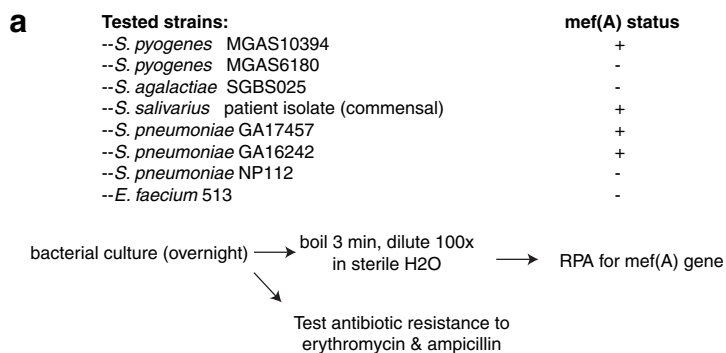 a
Tested strains: mef(A) status
--S. pyogenes MGAS10394 +
--S. pyogenes MGAS6180 -
--S. agalactiae SGBS025 -
--S. salivarius patient isolate (commensal) +
--S. pneumoniae GA17457 +
--S. pneumoniae GA16242 +
--S. pneumoniae NP112 -
--E. faecium 513 -
bacterial culture (overnight)
boil 3 min, dilute 100x
in sterile H2O
RPA for mef(A) gene
Test antibiotic resistance to
erythromycin & ampicillin